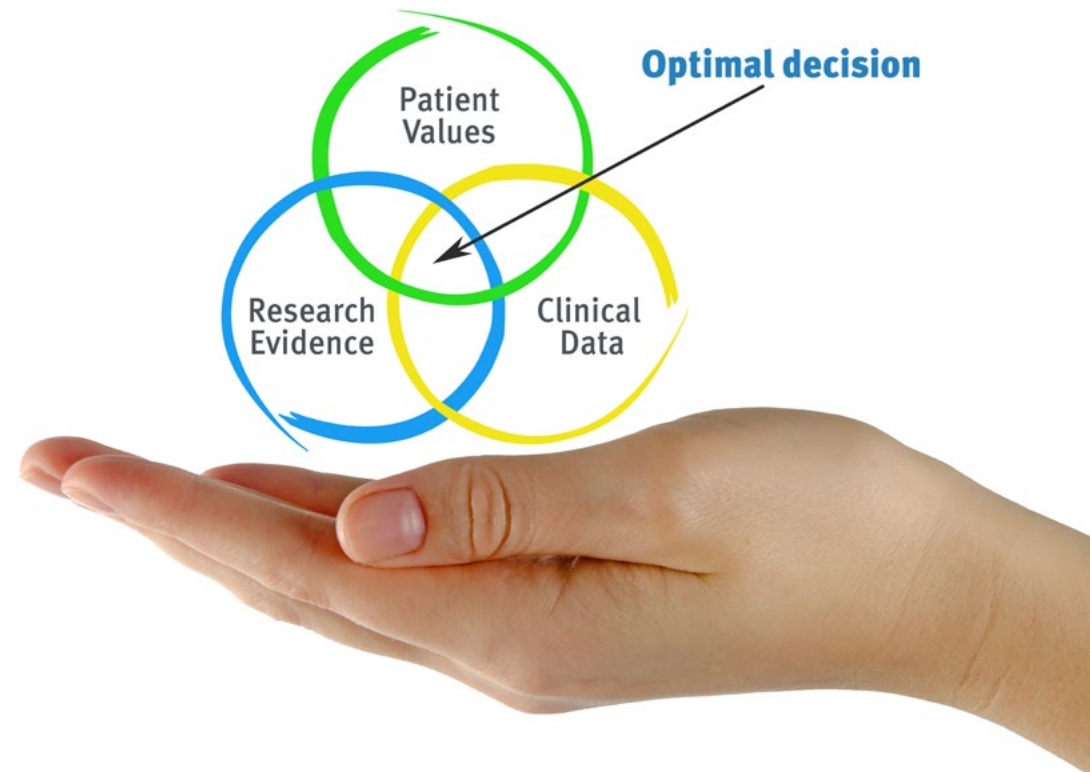 Optimal decision
Patient
Values
Research
Evidence
Clinical
Data